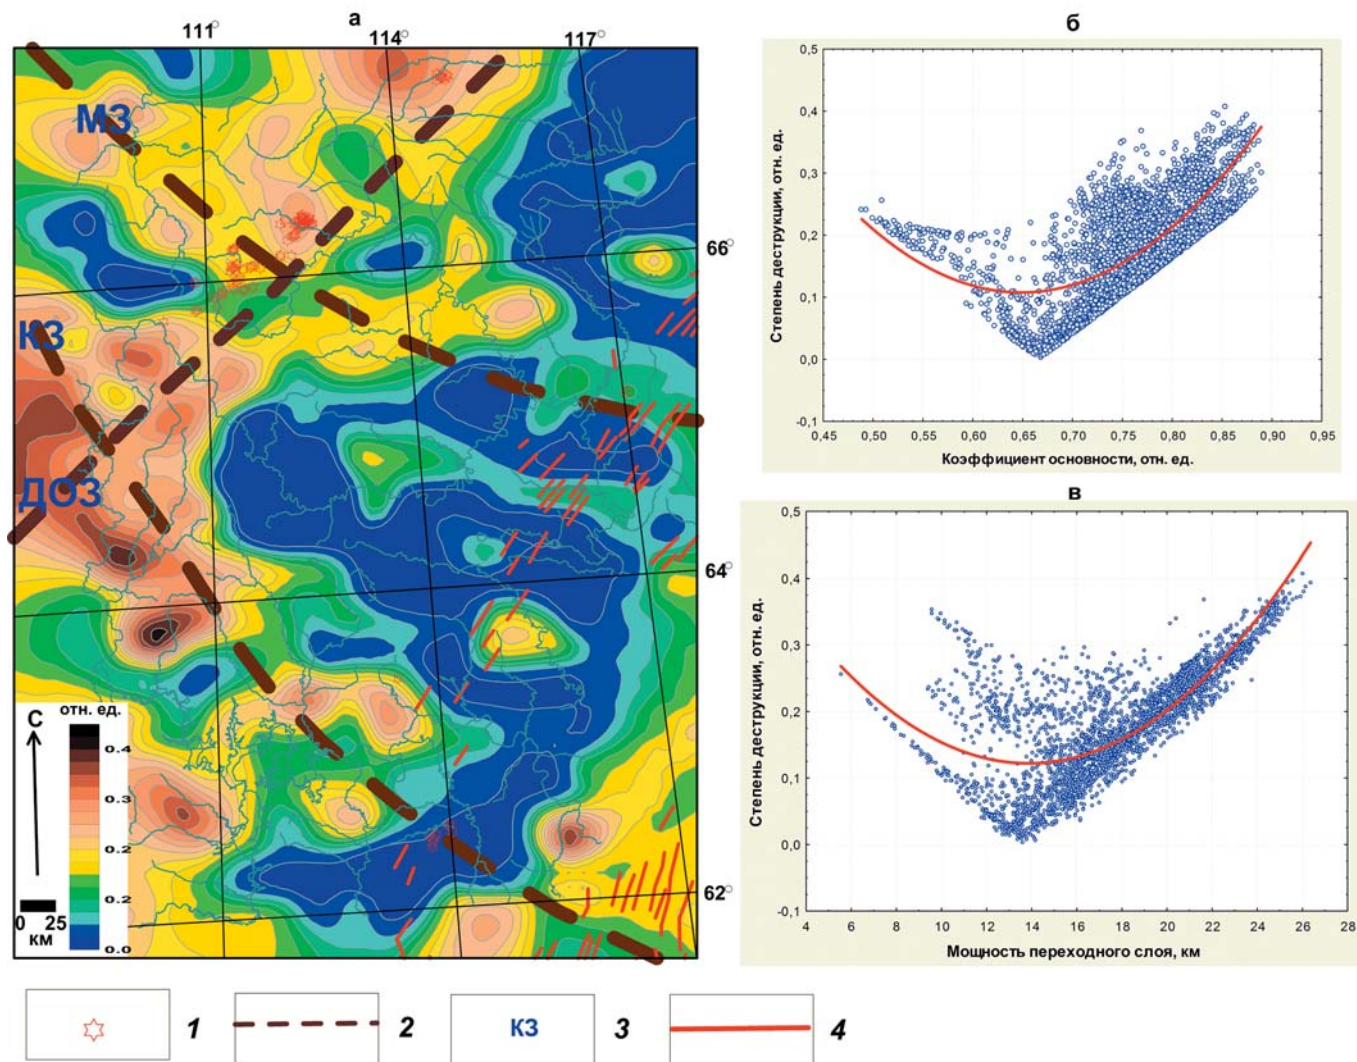 а
111°
114°
117°
МЗ
КЗ
ДОЗ
66°
64°
62°
С
0 25
км
отн. ед.
0.4
0.3
0.2
0.2
0.0
б
Степень деструкции, отн. ед.
0,5
0,4
0,3
0,2
0,1
0,0
-0,1
0,45 0,50 0,55 0,60 0,65 0,70 0,75 0,80 0,85 0,90 0,95
Коэффициент основности, отн. ед.
в
Степень деструкции, отн. ед.
0,5
0,4
0,3
0,2
0,1
0,0
-0,1
4 6 8 10 12 14 16 18 20 22 24 26 28
Мощность переходного слоя, км
1
2
КЗ 3
4